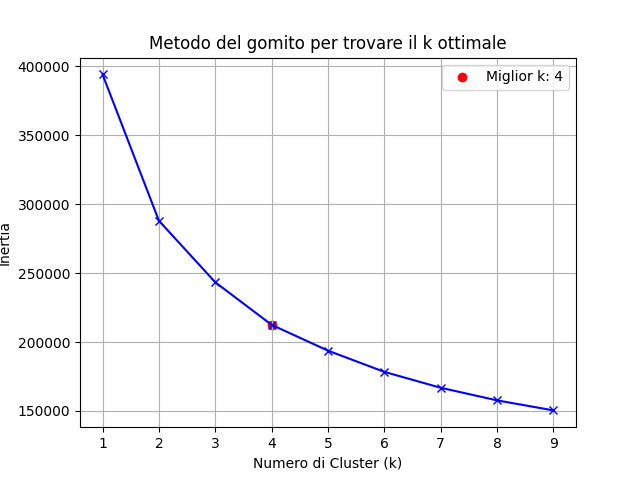 Metodo del gomito per trovare il k ottimale
400000
350000
300000
250000
200000
150000
Inertia
Miglior k: 4
1 2 3 4 5 6 7 8 9
Numero di Cluster (k)